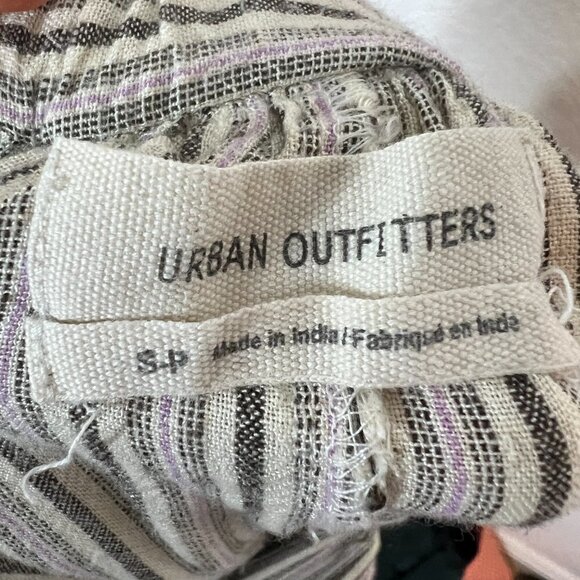 URBAN OUTFITTERS
S-P Made in India / Fabriqué en Inde